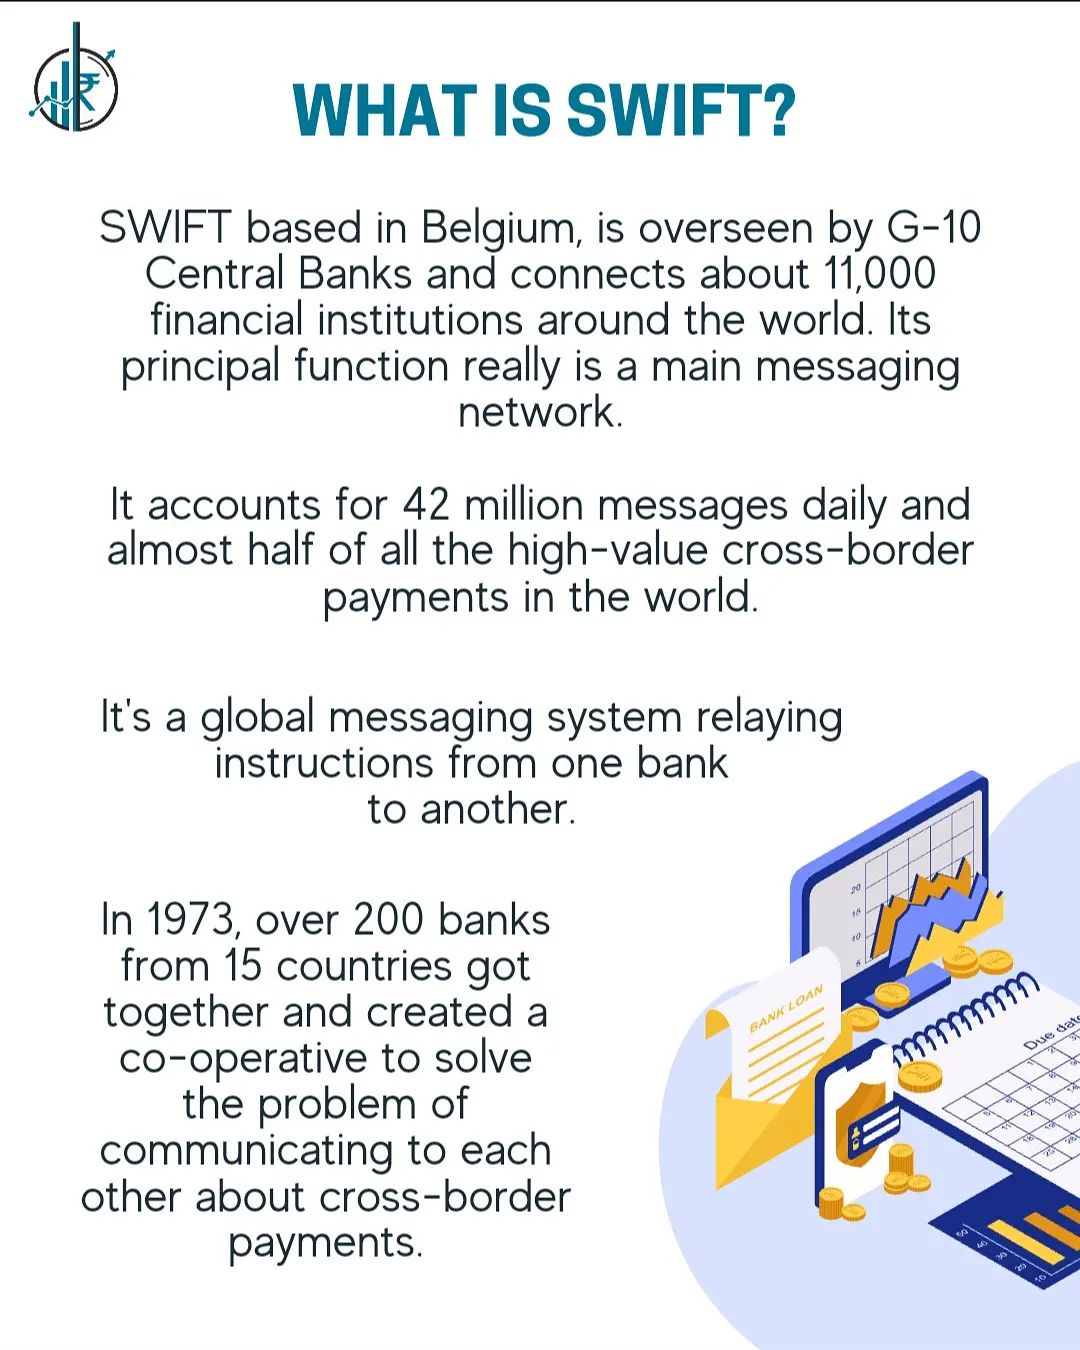 WHAT IS SWIFT?
SWIFT based in Belgium, is overseen by G-10
Central Banks and connects about 11,000
financial institutions around the world. Its
principal function really is a main messaging
network.
It accounts for 42 million messages daily and
almost half of all the high-value cross-border
payments in the world.
It's a global messaging system relaying
instructions from one bank
to another.
In 1973, over 200 banks
from 15 countries got
together and created a
co-operative to solve
the problem of
communicating to each
other about cross-border
payments.
20
15
10
5
BANK LOAN
Due date
50
40
30
20
10